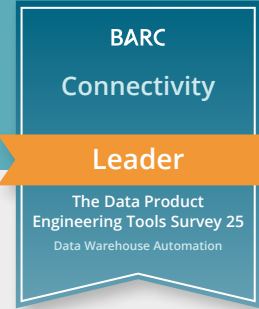 BARC
Connectivity
Leader
The Data Product
Engineering Tools Survey 25
Data Warehouse Automation